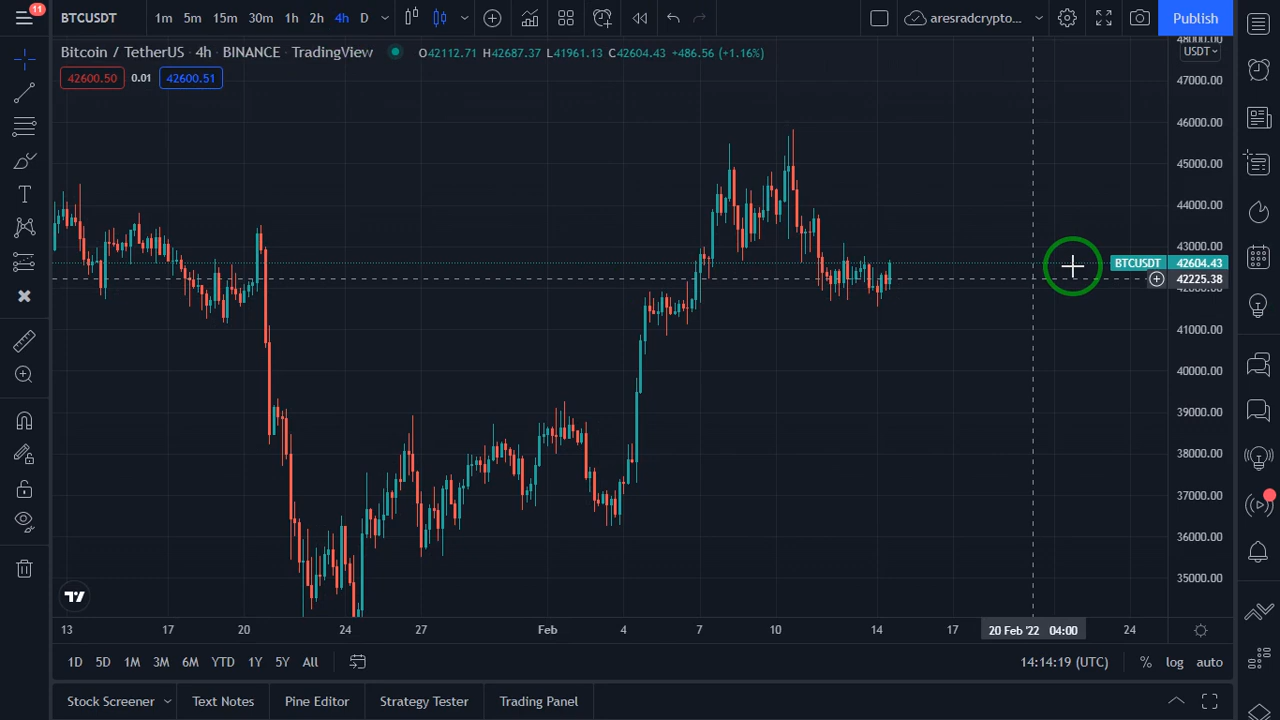 11
BTCUSDT 1m 5m 15m 30m 1h 2h 4h D aresradcrypto... Publish
Bitcoin / TetherUS · 4h · BINANCE · TradingView O42112.71 H42687.37 L41961.13 C42604.43 +486.56 (+1.16%)
42600.50 0.01 42600.51
48000.00
USDT
47000.00
46000.00
45000.00
44000.00
43000.00
BTCUSDT 42604.43
42225.38
42000.00
41000.00
40000.00
39000.00
38000.00
37000.00
36000.00
35000.00
13 17 20 24 27 Feb 4 7 10 14 17 20 Feb '22 04:00 24
1D 5D 1M 3M 6M YTD 1Y 5Y All 14:14:19 (UTC) % log auto
Stock Screener Text Notes Pine Editor Strategy Tester Trading Panel